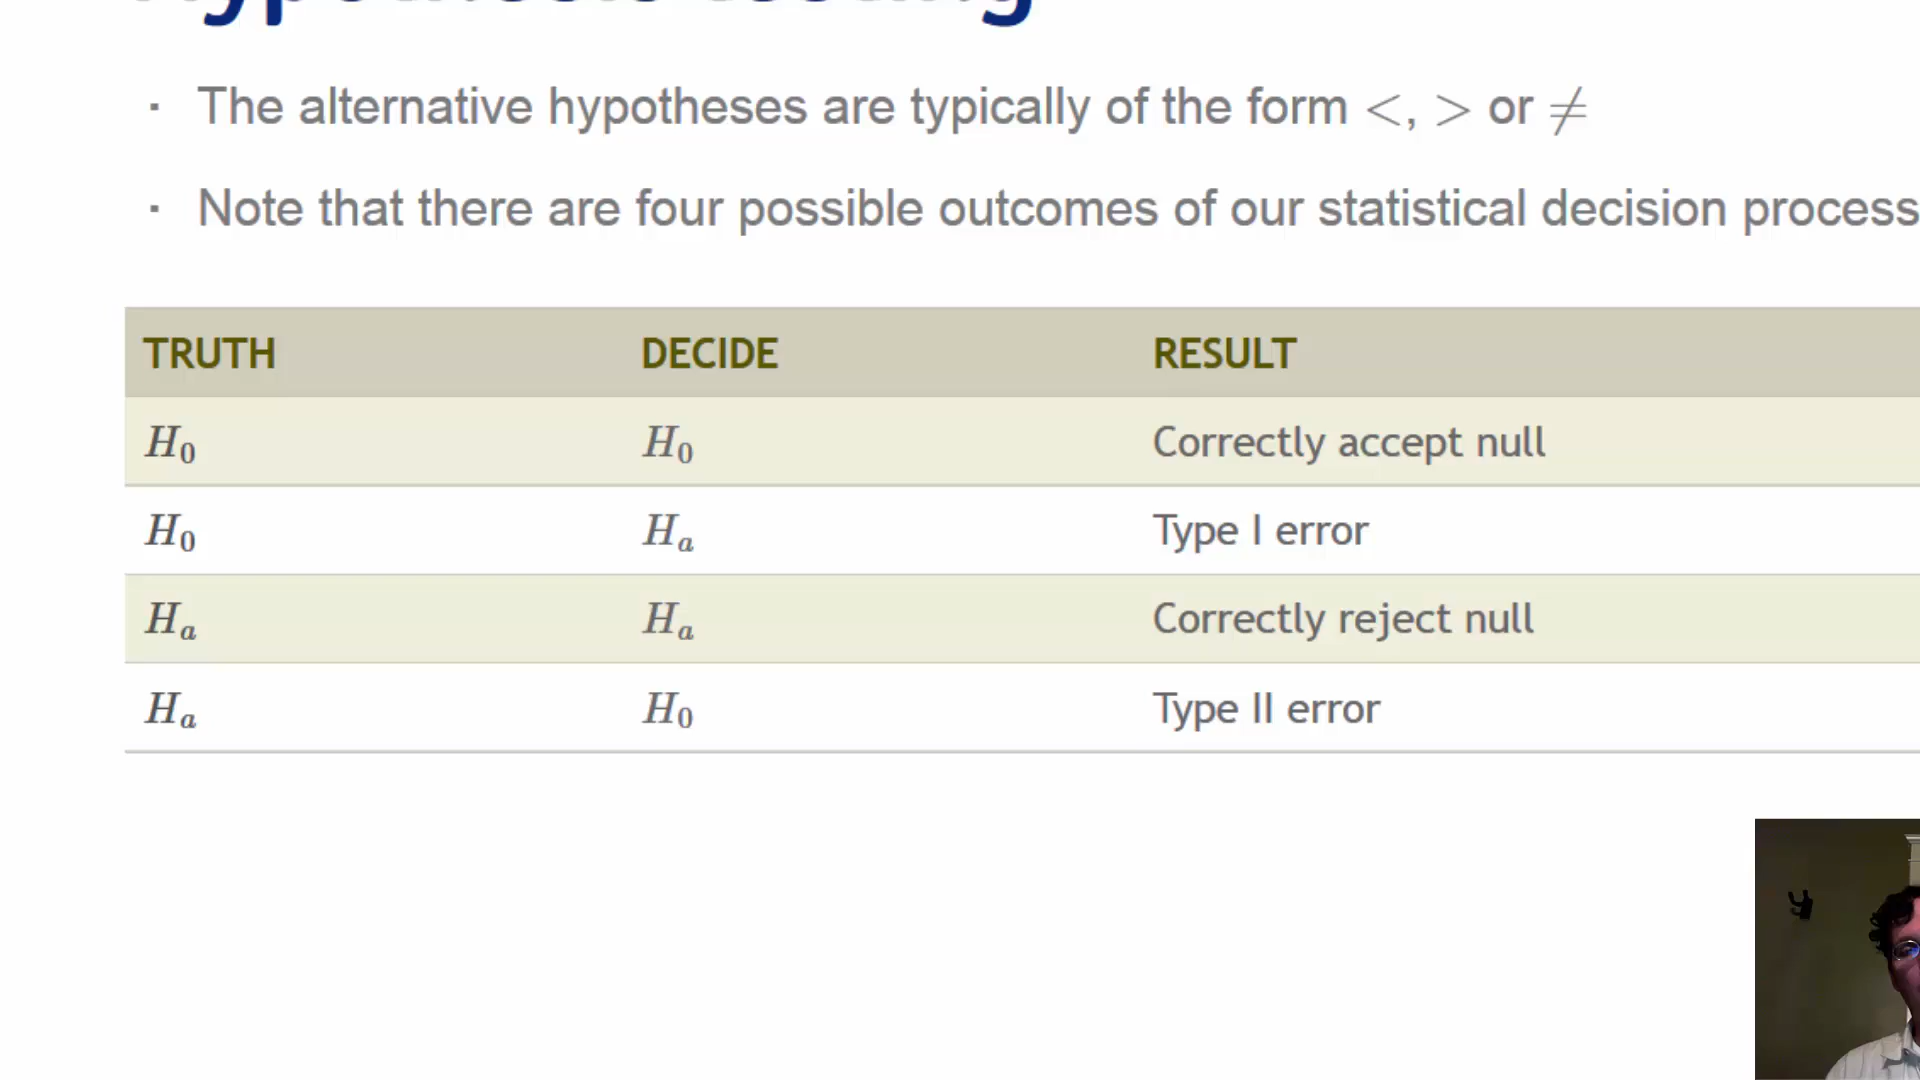 · The alternative hypotheses are typically of the form <, > or ≠
· Note that there are four possible outcomes of our statistical decision process
TRUTH DECIDE RESULT
H₀ H₀ Correctly accept null
H₀ Hₐ Type I error
Hₐ Hₐ Correctly reject null
Hₐ H₀ Type II error